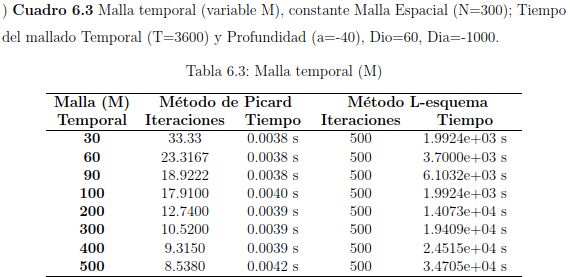 ) Cuadro 6.3 Malla temporal (variable M), constante Malla Espacial (N=300); Tiempo
del mallado Temporal (T=3600) y Profundidad (a=-40), Dio=60, Dia=-1000.
Tabla 6.3: Malla temporal (M)
Malla (M) Método de Picard Método L-esquema
Temporal Iteraciones Tiempo Iteraciones Tiempo
30 33.33 0.0038 s 500 1.9924e+03 s
60 23.3167 0.0038 s 500 3.7000e+03 s
90 18.9222 0.0038 s 500 6.1032e+03 s
100 17.9100 0.0040 s 500 1.9924e+03 s
200 12.7400 0.0039 s 500 1.4073e+04 s
300 10.5200 0.0039 s 500 1.9409e+04 s
400 9.3150 0.0039 s 500 2.4515e+04 s
500 8.5380 0.0042 s 500 3.4705e+04 s